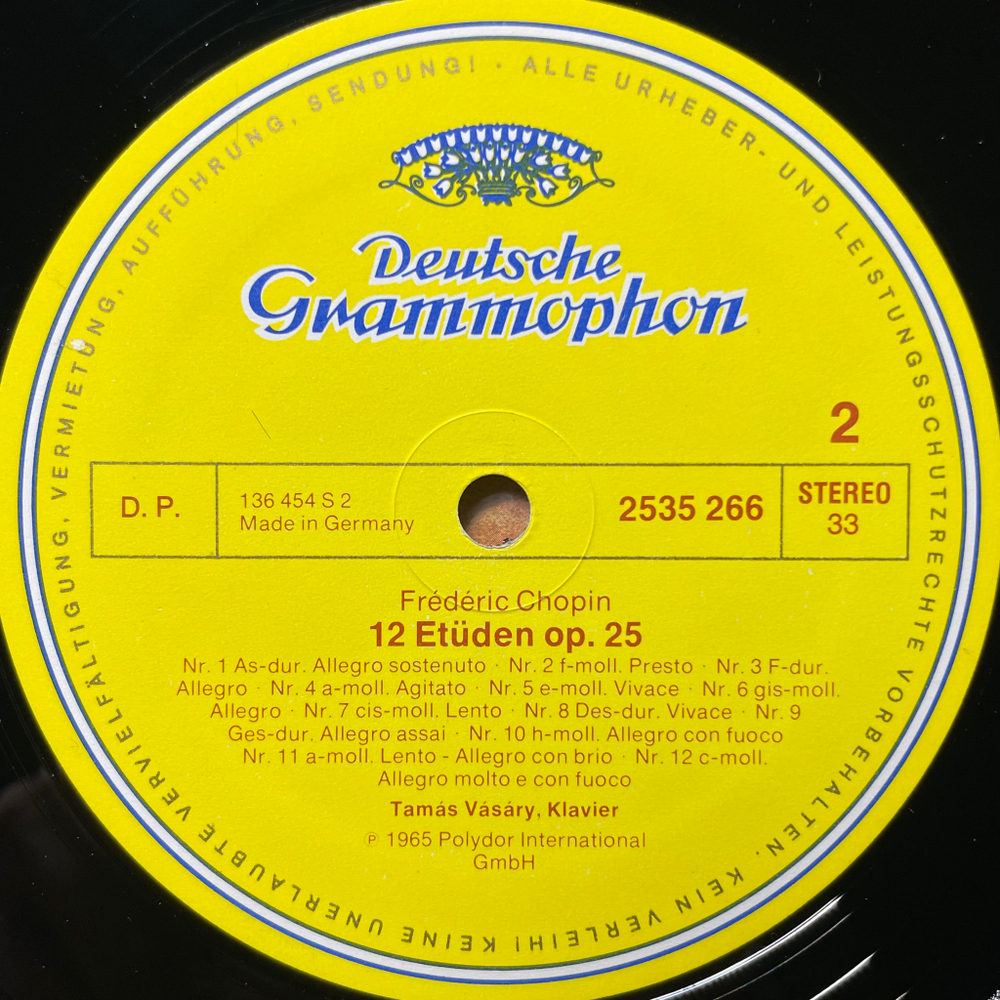 ALLE URHEBER- UND LEISTUNGSSCHUTZRECHTE VORBEHALTEN. KEIN VERLEIH! KEINE UNERLAUBTE VERVIELFÄLTIGUNG, VERMIETUNG, AUFFÜHRUNG, SENDUNG! ·
Deutsche
Grammophon
2
D. P.
136 454 S 2
Made in Germany
2535 266
STEREO
33
Frédéric Chopin
12 Etüden op. 25
Nr. 1 As-dur. Allegro sostenuto · Nr. 2 f-moll. Presto · Nr. 3 F-dur.
Allegro · Nr. 4 a-moll. Agitato · Nr. 5 e-moll. Vivace · Nr. 6 gis-moll.
Allegro · Nr. 7 cis-moll. Lento · Nr. 8 Des-dur. Vivace · Nr. 9
Ges-dur. Allegro assai · Nr. 10 h-moll. Allegro con fuoco
Nr. 11 a-moll. Lento - Allegro con brio · Nr. 12 c-moll.
Allegro molto e con fuoco
Tamás Vásáry, Klavier
℗ 1965 Polydor International
GmbH